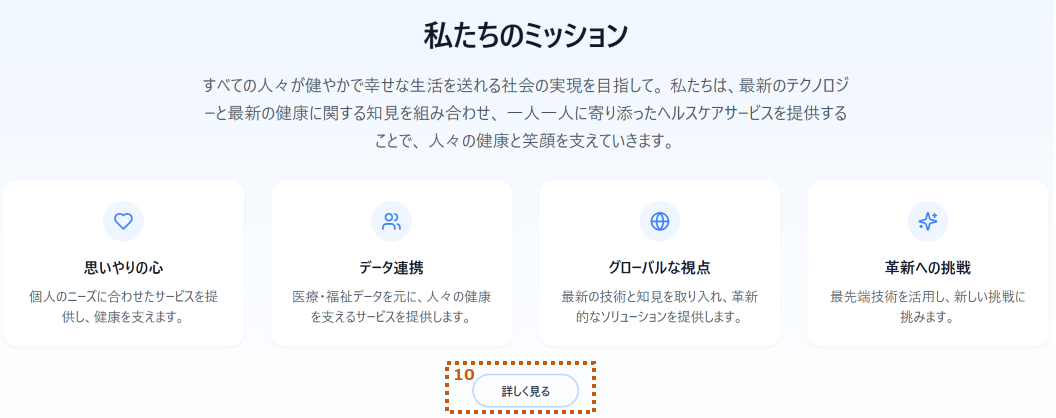 私たちのミッション
すべての人々が健やかで幸せな生活を送れる社会の実現を目指して。私たちは、最新のテクノロジ
ーと最新の健康に関する知見を組み合わせ、一人一人に寄り添ったヘルスケアサービスを提供する
ことで、人々の健康と笑顔を支えていきます。
思いやりの心
個人のニーズに合わせたサービスを提
供し、健康を支えます。
データ連携
医療・福祉データを元に、人々の健康
を支えるサービスを提供します。
グローバルな視点
最新の技術と知見を取り入れ、革新
的なソリューションを提供します。
革新への挑戦
最先端技術を活用し、新しい挑戦に
挑みます。
10
詳しく見る